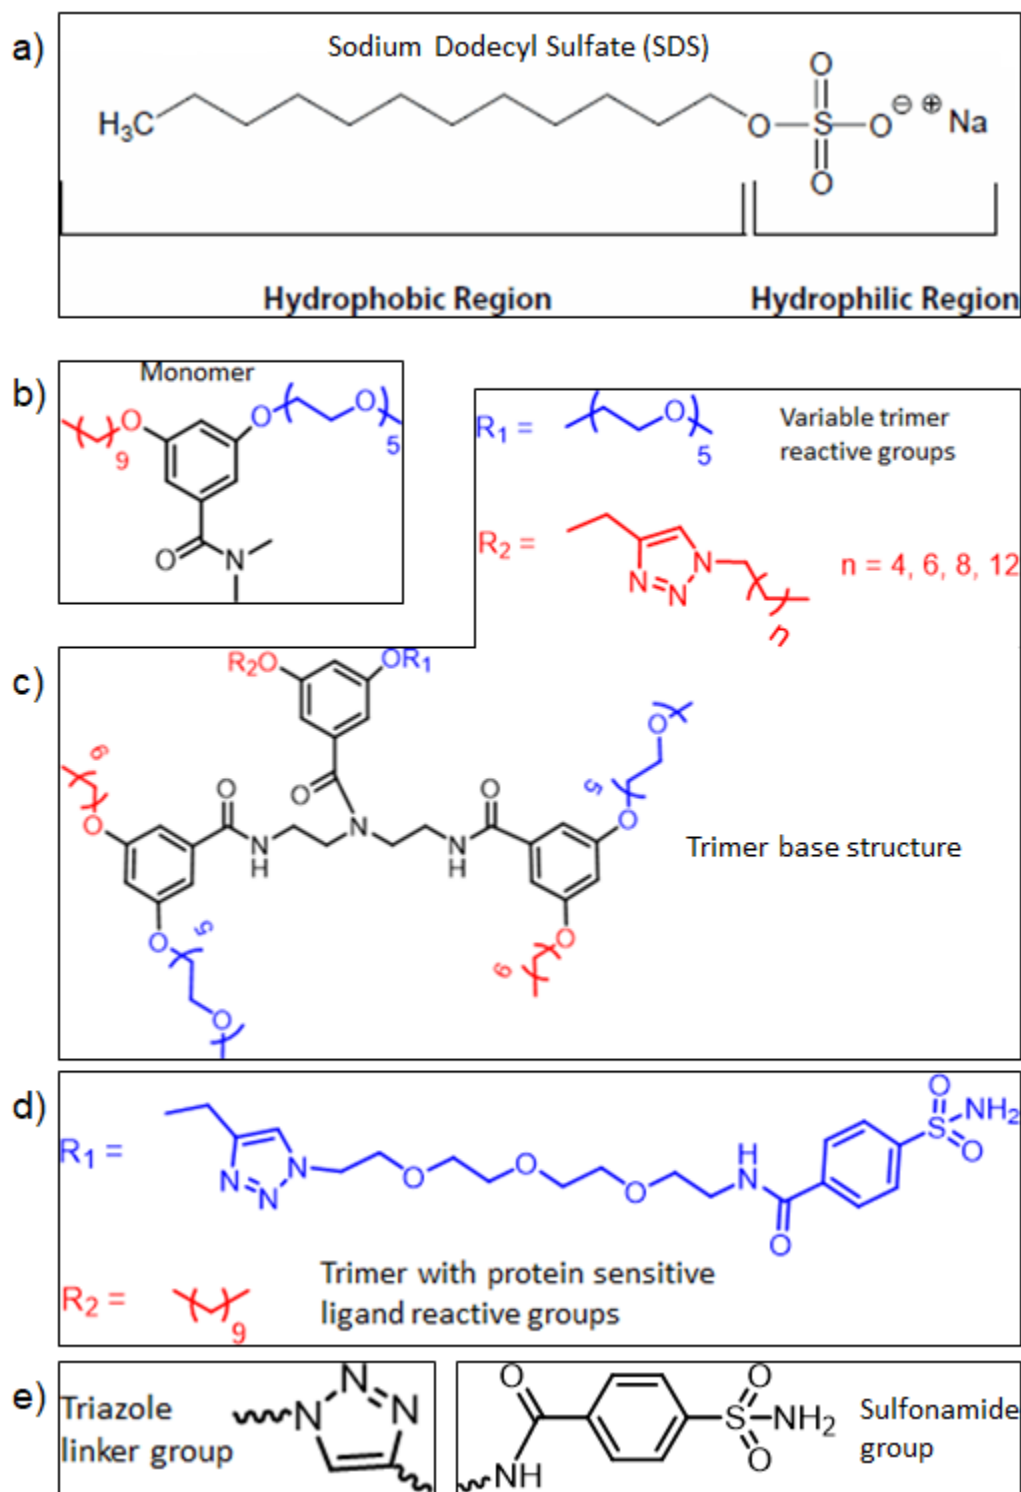 a)
Sodium Dodecyl Sulfate (SDS)
H₃C
O
S
O
O
O
⊖ ⊕
Na
Hydrophobic Region
Hydrophilic Region
b)
Monomer
O
9
O
O
5
O
N
R₁ =
O
5
Variable trimer
reactive groups
R₂ =
N
N
N
n
n = 4, 6, 8, 12
c)
R₂O
OR₁
O
N
9
O
O
N
H
O
5
O
O
N
H
O
5
O
O
9
Trimer base structure
d)
R₁ =
N
N
N
O
O
O
H
N
O
O
S
O
NH₂
R₂ =
9
Trimer with protein sensitive
ligand reactive groups
e)
Triazole
linker group
N
N
N
O
NH
O
S
O
NH₂
Sulfonamide
group